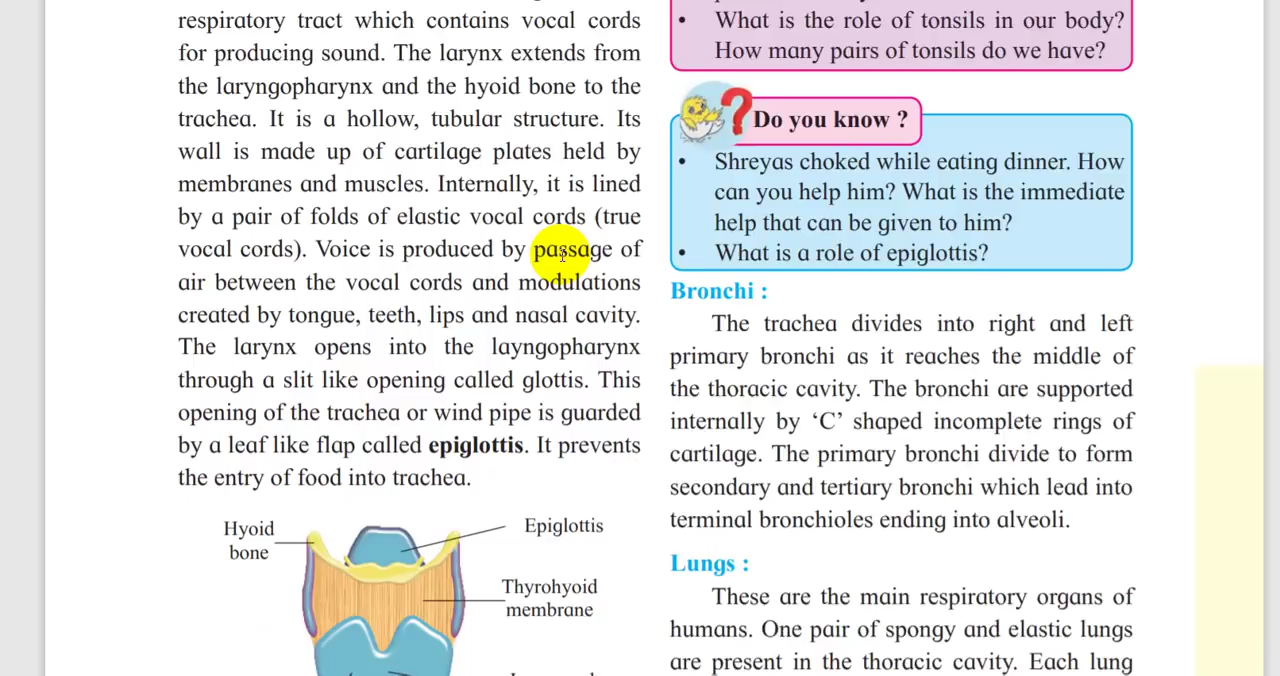 respiratory tract which contains vocal cords
for producing sound. The larynx extends from
the laryngopharynx and the hyoid bone to the
trachea. It is a hollow, tubular structure. Its
wall is made up of cartilage plates held by
membranes and muscles. Internally, it is lined
by a pair of folds of elastic vocal cords (true
vocal cords). Voice is produced by passage of
air between the vocal cords and modulations
created by tongue, teeth, lips and nasal cavity.
The larynx opens into the layngopharynx
through a slit like opening called glottis. This
opening of the trachea or wind pipe is guarded
by a leaf like flap called epiglottis. It prevents
the entry of food into trachea.
Hyoid
bone
Epiglottis
Thyrohyoid
membrane
• What is the role of tonsils in our body?
How many pairs of tonsils do we have?
Do you know ?
• Shreyas choked while eating dinner. How
can you help him? What is the immediate
help that can be given to him?
• What is a role of epiglottis?
Bronchi :
The trachea divides into right and left
primary bronchi as it reaches the middle of
the thoracic cavity. The bronchi are supported
internally by ‘C’ shaped incomplete rings of
cartilage. The primary bronchi divide to form
secondary and tertiary bronchi which lead into
terminal bronchioles ending into alveoli.
Lungs :
These are the main respiratory organs of
humans. One pair of spongy and elastic lungs
are present in the thoracic cavity. Each lung